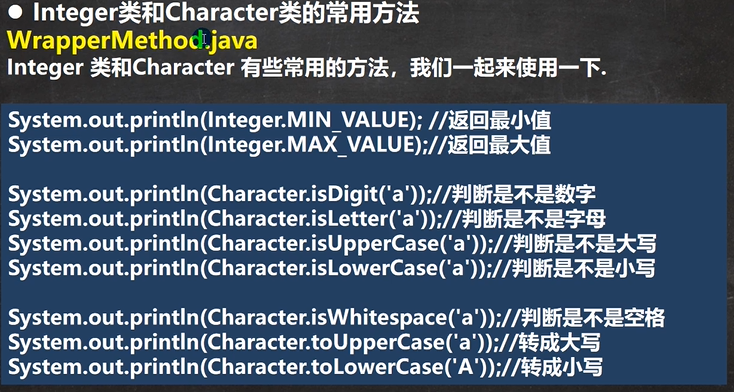 ● Integer类和Character类的常用方法
WrapperMethod.java
Integer 类和Character 有些常用的方法，我们一起来使用一下.
System.out.println(Integer.MIN_VALUE); //返回最小值
System.out.println(Integer.MAX_VALUE);//返回最大值
System.out.println(Character.isDigit('a'));//判断是不是数字
System.out.println(Character.isLetter('a'));//判断是不是字母
System.out.println(Character.isUpperCase('a'));//判断是不是大写
System.out.println(Character.isLowerCase('a'));//判断是不是小写
System.out.println(Character.isWhitespace('a'));//判断是不是空格
System.out.println(Character.toUpperCase('a'));//转成大写
System.out.println(Character.toLowerCase('A'));//转成小写